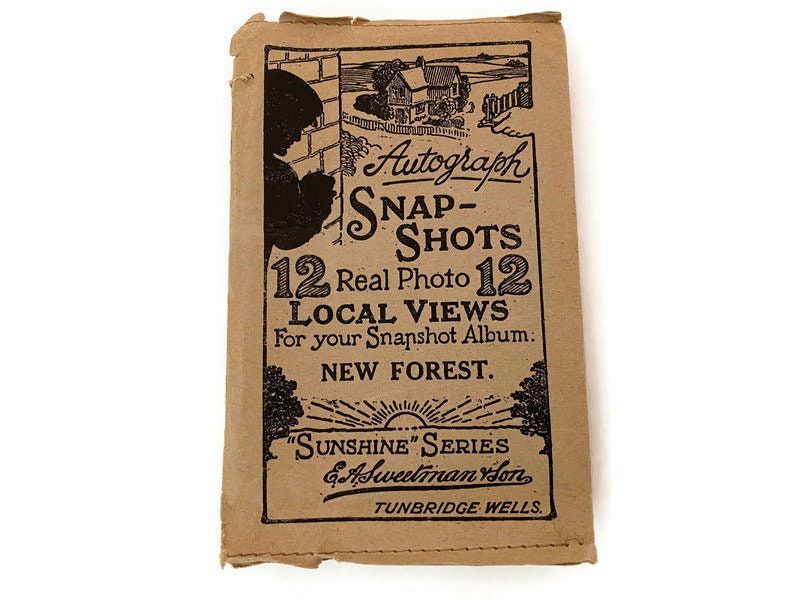 Autograph
SNAP-
SHOTS
12 Real Photo 12
LOCAL VIEWS
For your Snapshot Album.
NEW FOREST.
"SUNSHINE" SERIES
E.A. Sweetman & Son,
TUNBRIDGE WELLS.